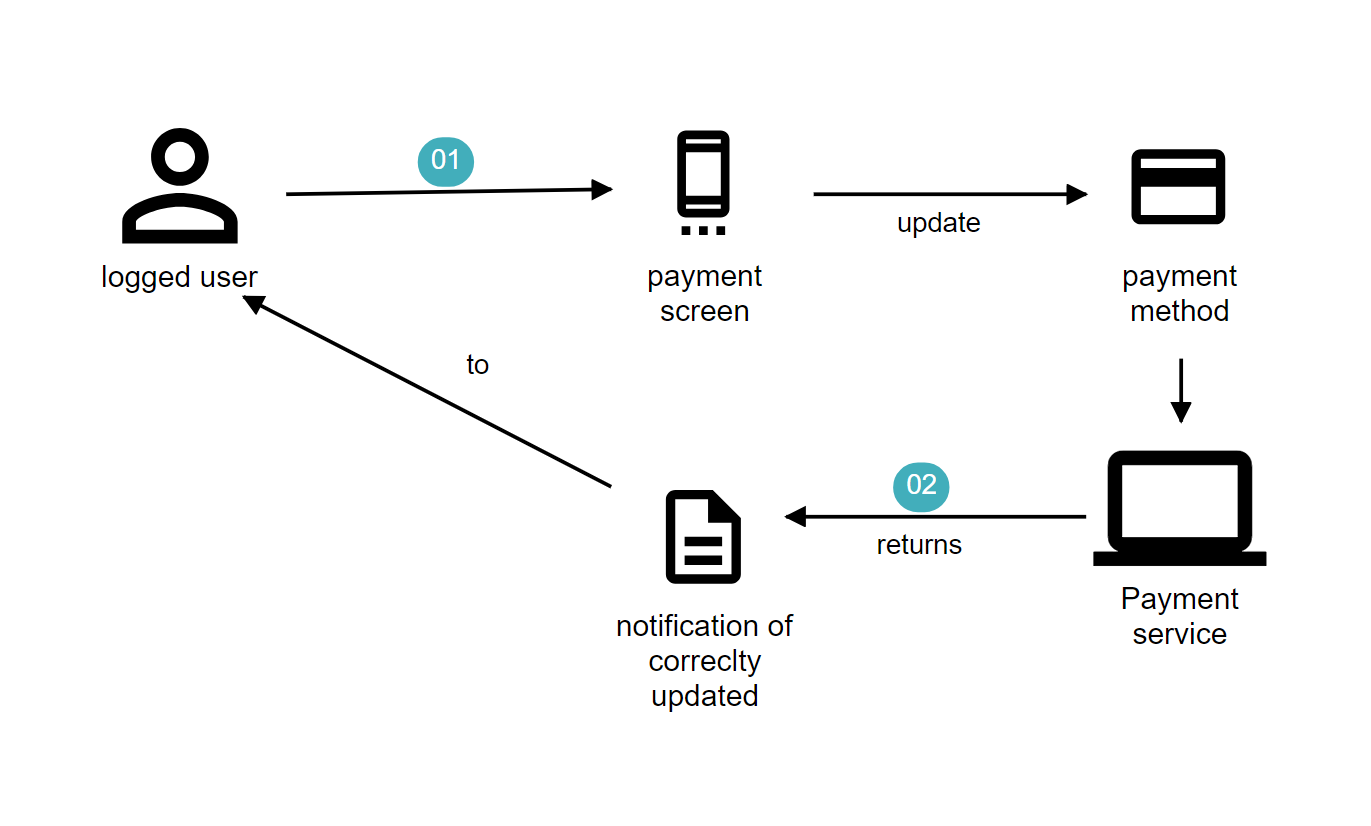 01
update
logged user
payment
screen
payment
method
to
02
returns
Payment
service
notification of
correclty
updated